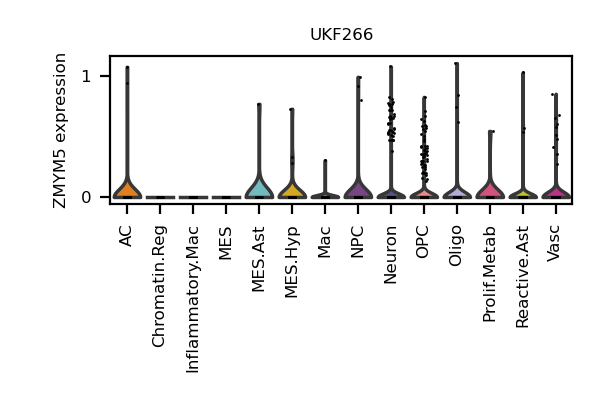 UKF266
ZMYM5 expression
1
0
AC
Chromatin.Reg
Inflammatory.Mac
MES
MES.Ast
MES.Hyp
Mac
NPC
Neuron
OPC
Oligo
Prolif.Metab
Reactive.Ast
Vasc